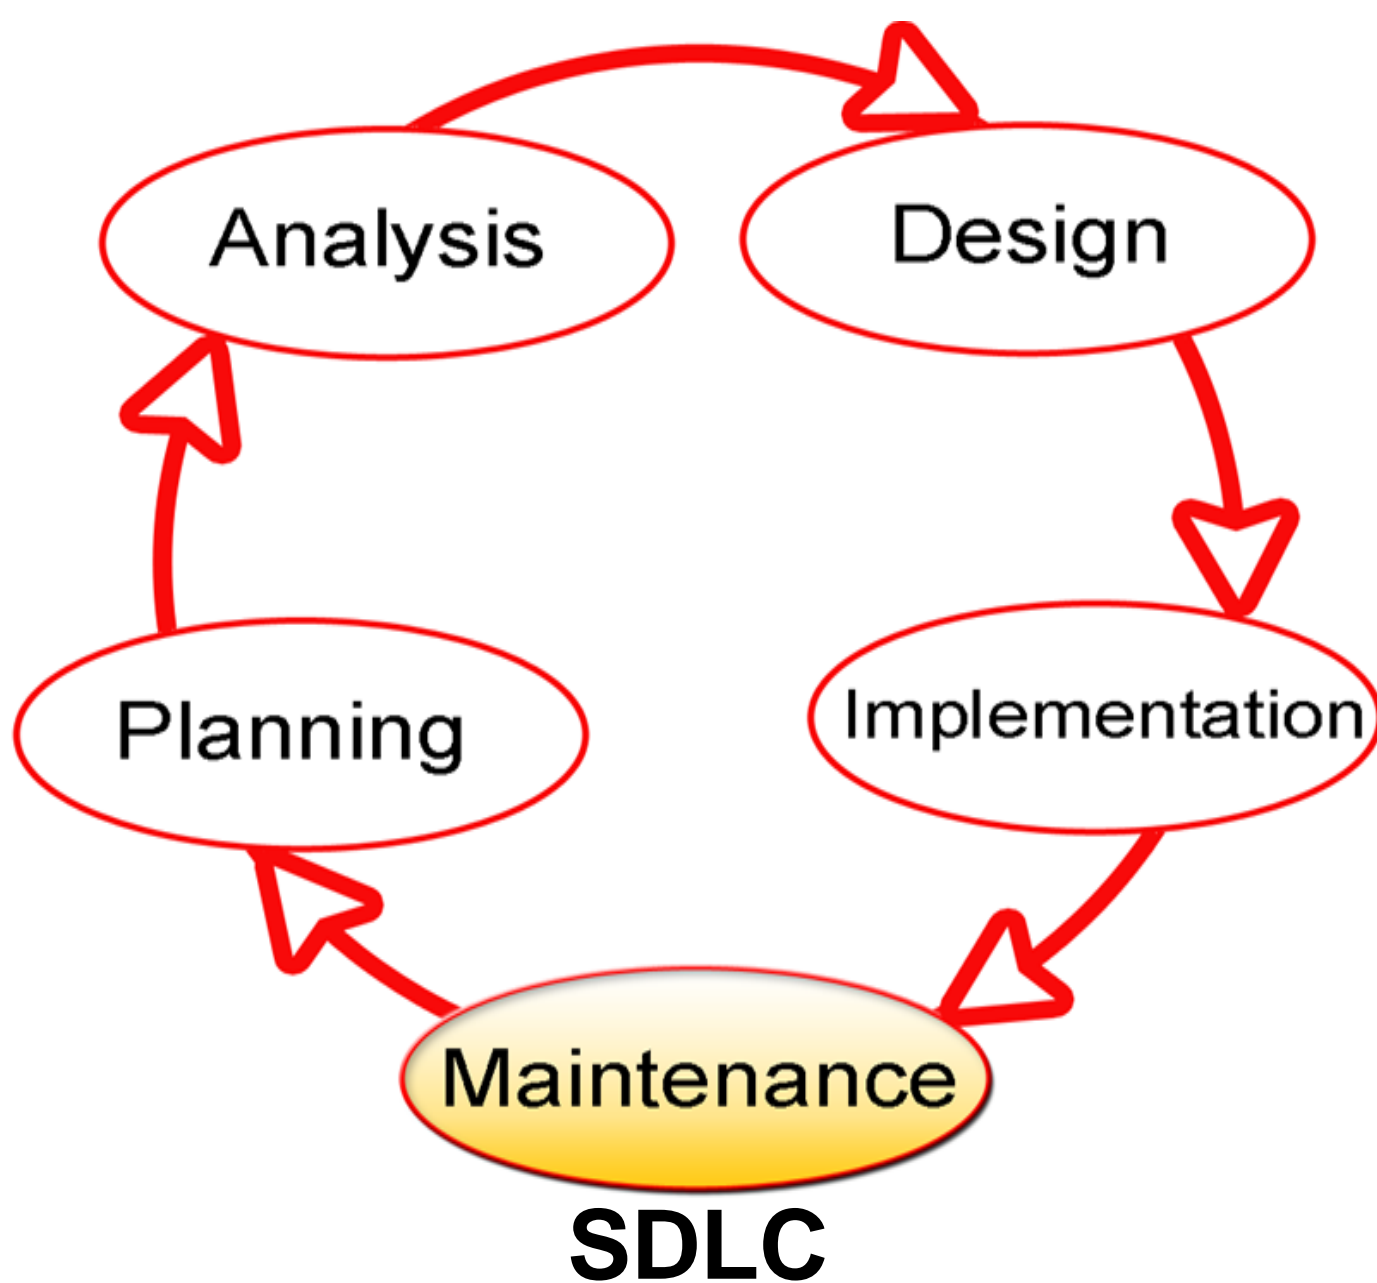 Analysis
Design
Planning
Implementation
Maintenance
SDLC